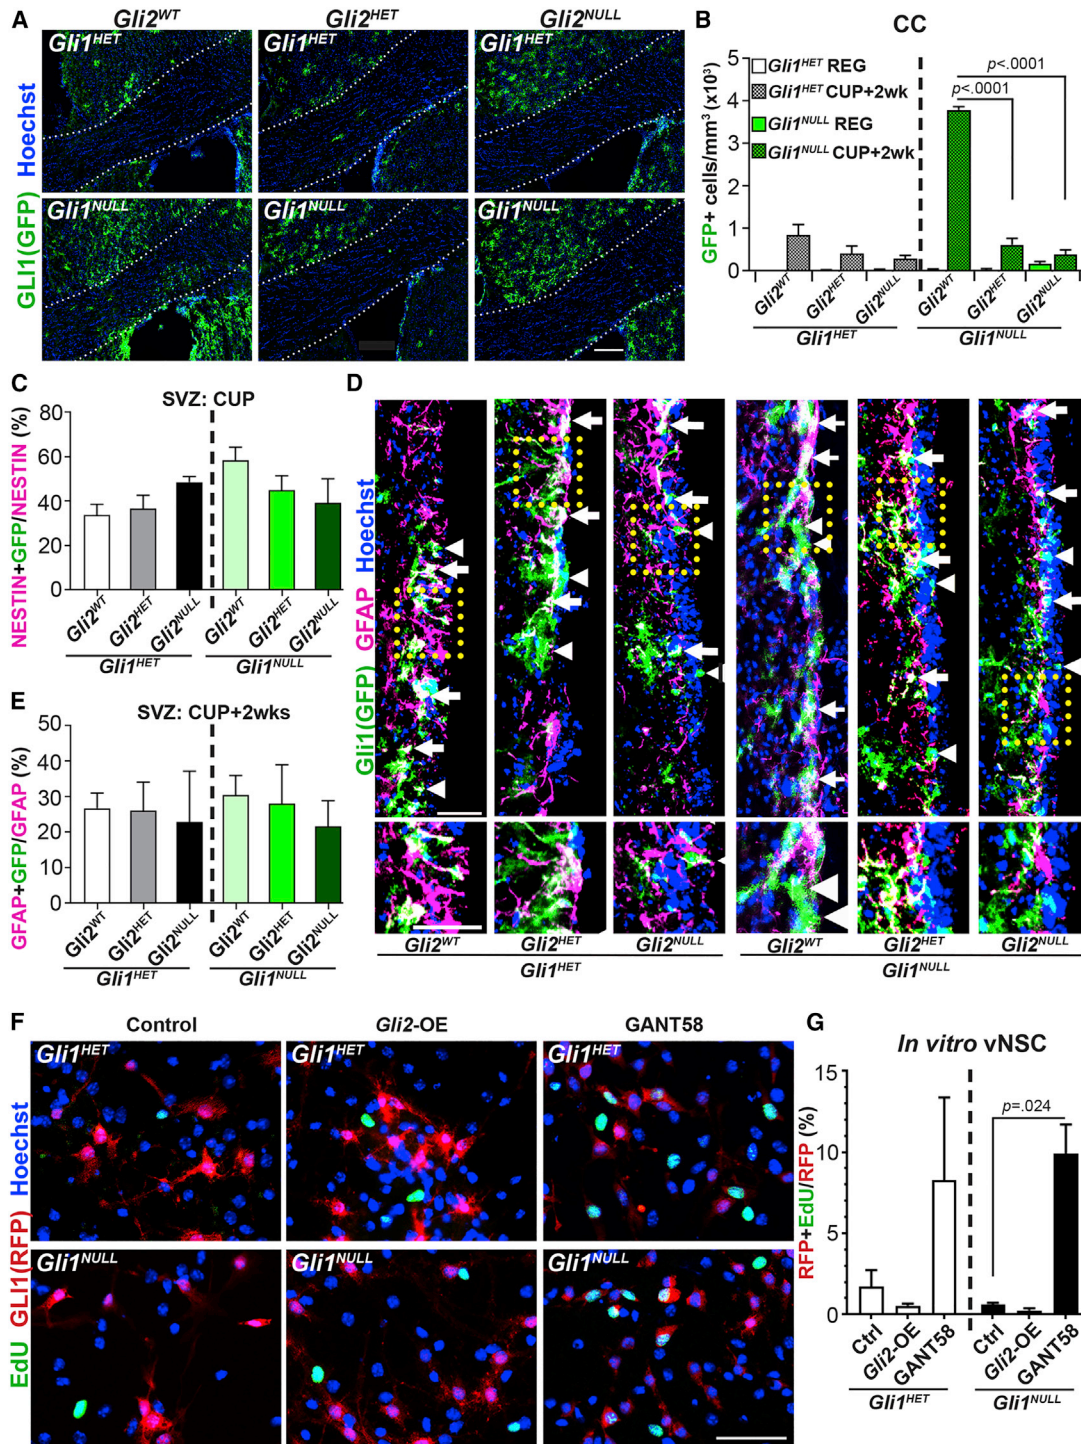 A
Gli2WT
Gli2HET
Gli2NULL
GLI1(GFP) Hoechst
Gli1HET
Gli1HET
Gli1HET
Gli1NULL
Gli1NULL
Gli1NULL
B
CC
GFP+ cells/mm³ (x10³)
5
4
3
2
1
0
Gli1HET REG
Gli1HET CUP+2wk
Gli1NULL REG
Gli1NULL CUP+2wk
p<.0001
p<.0001
Gli2WT
Gli2HET
Gli2NULL
Gli2WT
Gli2HET
Gli2NULL
Gli1HET
Gli1NULL
C
SVZ: CUP
NESTIN+GFP/NESTIN (%)
80
60
40
20
0
Gli2WT
Gli2HET
Gli2NULL
Gli2WT
Gli2HET
Gli2NULL
Gli1HET
Gli1NULL
D
Gli1(GFP) GFAP Hoechst
Gli2WT
Gli2HET
Gli2NULL
Gli2WT
Gli2HET
Gli2NULL
Gli1HET
Gli1NULL
E
SVZ: CUP+2wks
GFAP+GFP/GFAP (%)
50
40
30
20
10
0
Gli2WT
Gli2HET
Gli2NULL
Gli2WT
Gli2HET
Gli2NULL
Gli1HET
Gli1NULL
F
Control
Gli2-OE
GANT58
EdU GLI1(RFP) Hoechst
Gli1HET
Gli1HET
Gli1HET
Gli1NULL
Gli1NULL
Gli1NULL
G
In vitro vNSC
RFP+EdU/RFP (%)
15
10
5
0
p=.024
Ctrl
Gli2-OE
GANT58
Ctrl
Gli2-OE
GANT58
Gli1HET
Gli1NULL